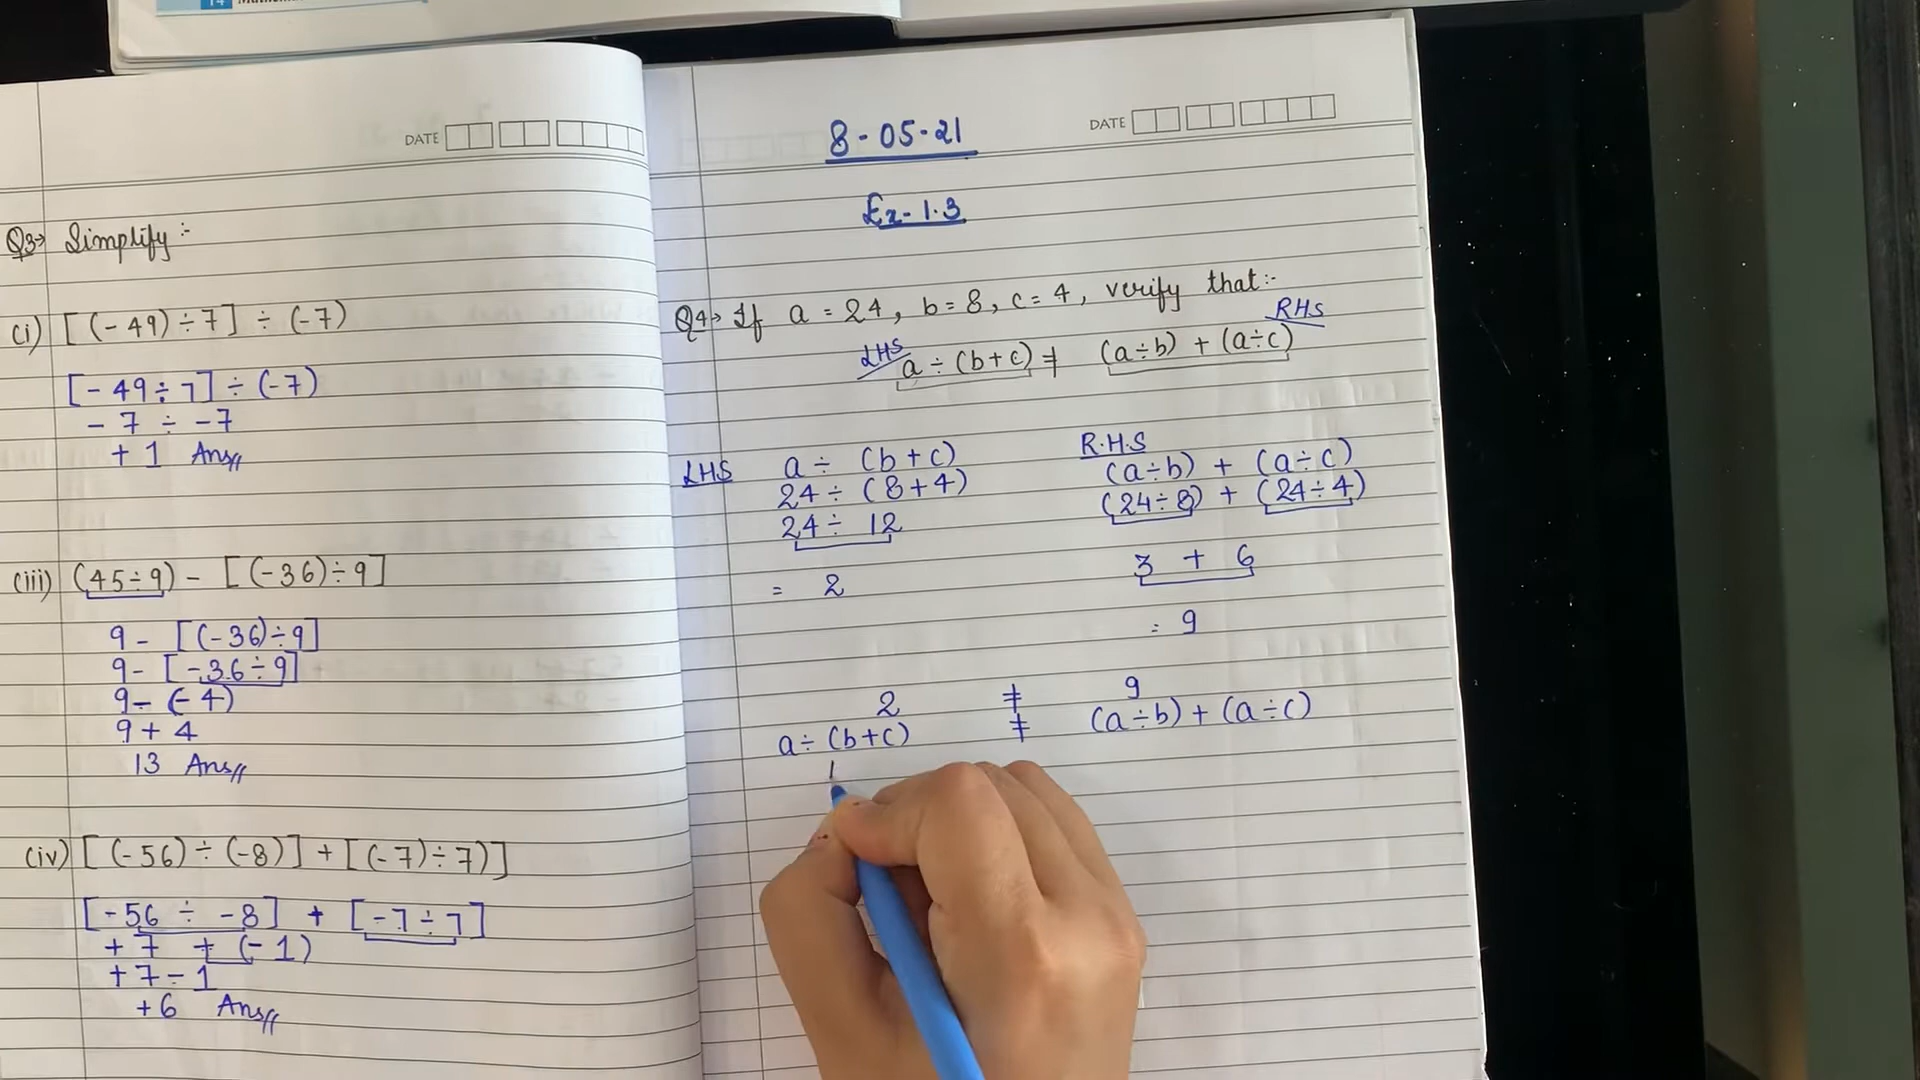 14
DATE
Q3→ Simplify :-
(i) [(-49) ÷ 7] ÷ (-7)
[-49 ÷ 7] ÷ (-7)
- 7 ÷ -7
+ 1 Ans
(iii) (45÷9) - [(-36) ÷ 9]
9 - [(-36) ÷ 9]
9 - [-36 ÷ 9]
9 - (-4)
9 + 4
13 Ans
(iv) [(-56) ÷ (-8)] + [(-7) ÷ 7)]
[-56 ÷ -8] + [-7 ÷ 7]
+ 7 + (-1)
+ 7 - 1
+6 Ans
8-05-21
DATE
Ex-1.3
Q4→ If a = 24, b = 8, c = 4, verify that :-
LHS a ÷ (b + c) ≠ (a ÷ b) + (a ÷ c) RHS
LHS a ÷ (b + c)
24 ÷ (8 + 4)
24 ÷ 12
= 2
R.H.S
(a ÷ b) + (a ÷ c)
(24 ÷ 8) + (24 ÷ 4)
3 + 6
= 9
2 ≠ 9
a ÷ (b + c) ≠ (a ÷ b) + (a ÷ c)